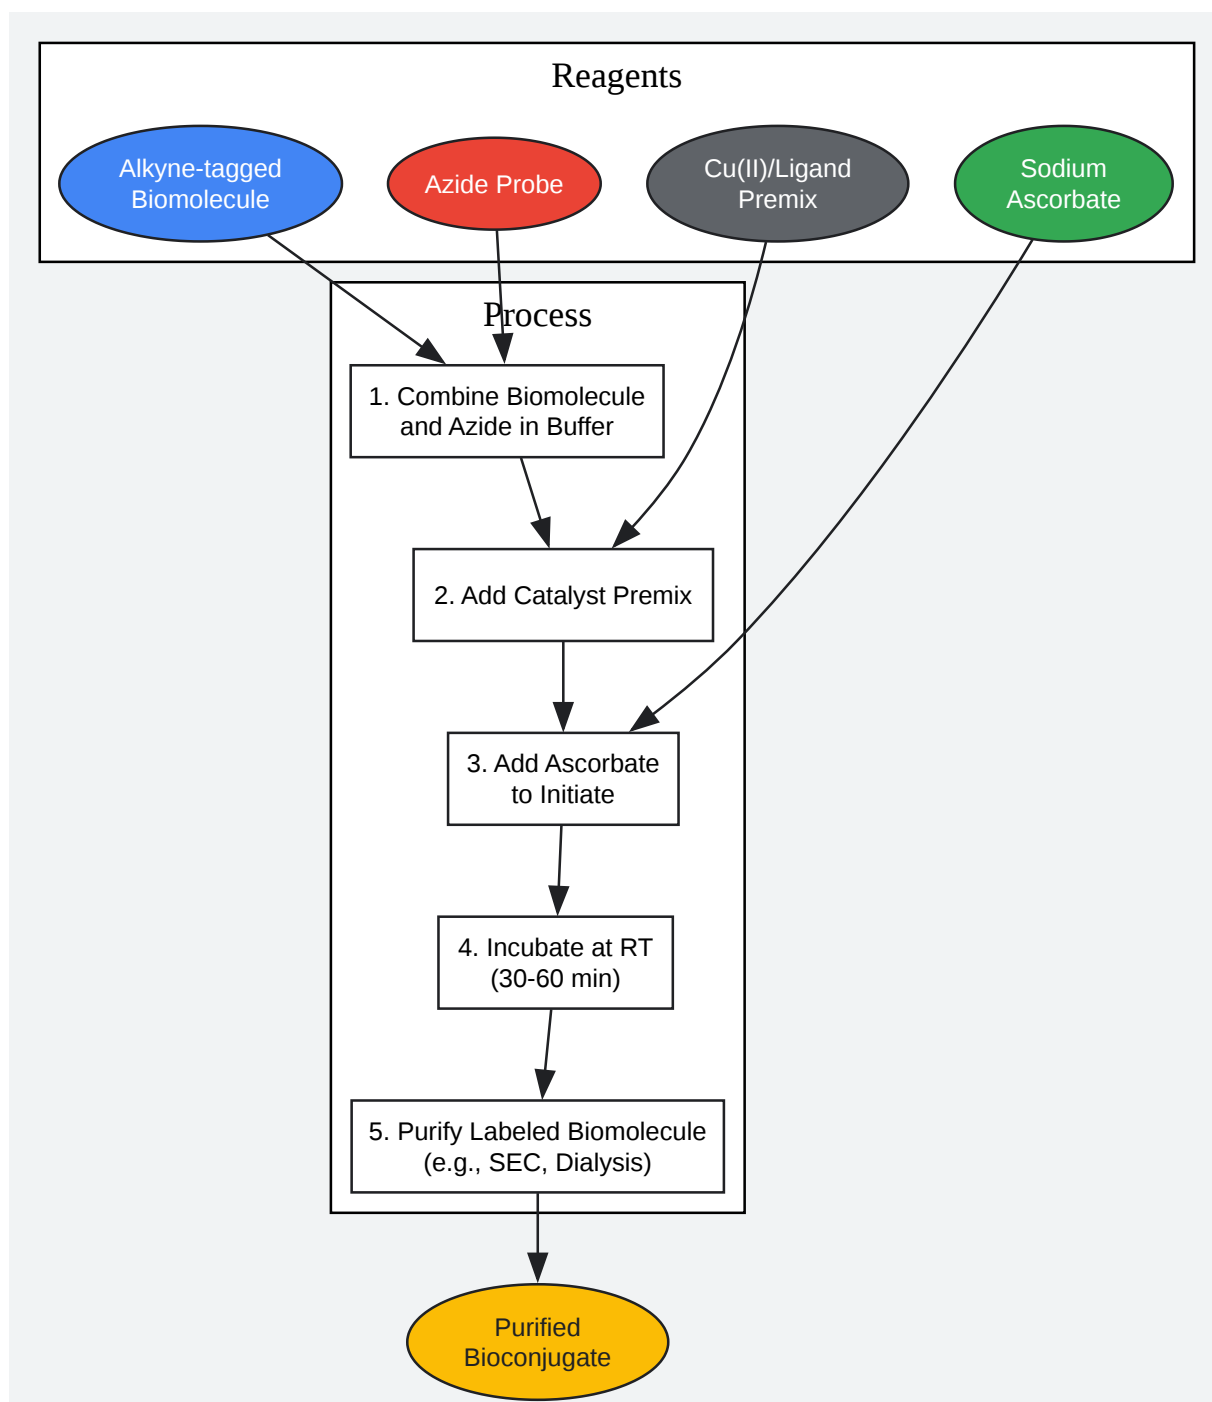 Reagents
Alkyne-tagged
Biomolecule
Azide Probe
Cu(II)/Ligand
Premix
Sodium
Ascorbate
Process
1. Combine Biomolecule
and Azide in Buffer
2. Add Catalyst Premix
3. Add Ascorbate
to Initiate
4. Incubate at RT
(30-60 min)
5. Purify Labeled Biomolecule
(e.g., SEC, Dialysis)
Purified
Bioconjugate